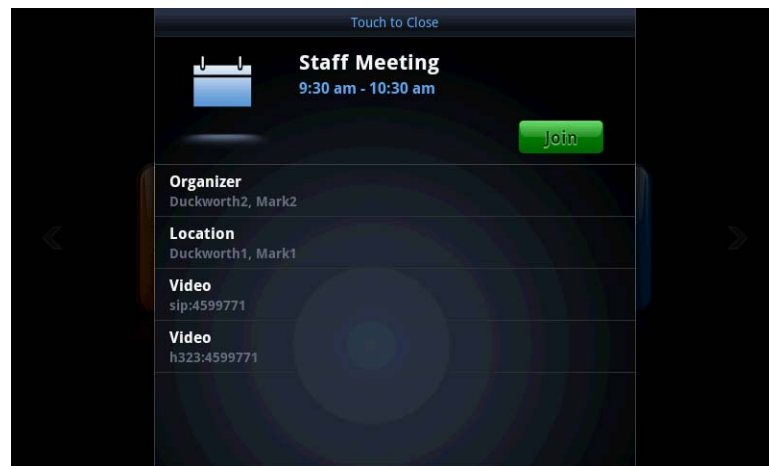 Touch to Close
Staff Meeting
9:30 am - 10:30 am
Join
Organizer
Duckworth2, Mark2
Location
Duckworth1, Mark1
Video
sip:4599771
Video
h323:4599771